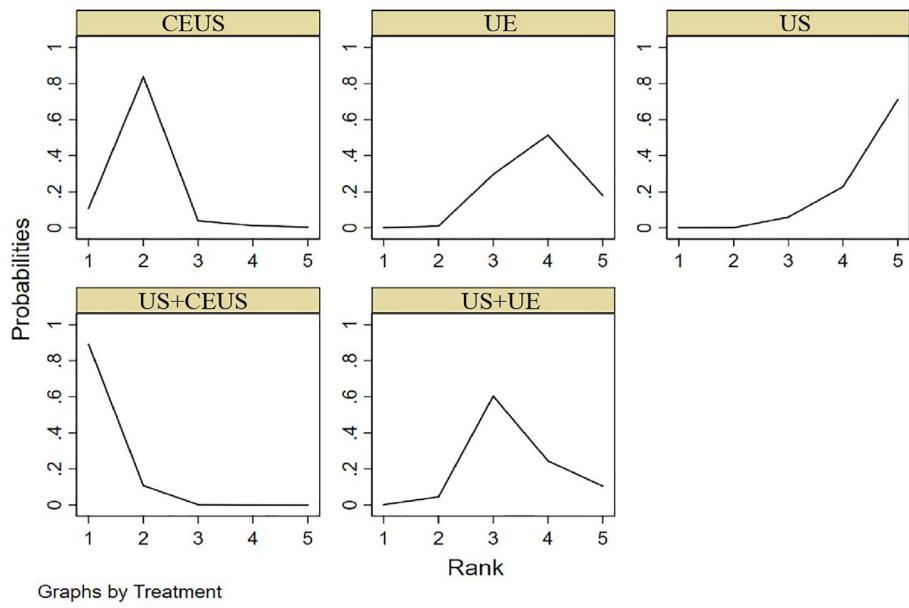 CEUS
UE
US
0 .2 .4 .6 .8 1
0 .2 .4 .6 .8 1
0 .2 .4 .6 .8 1
1 2 3 4 5
1 2 3 4 5
1 2 3 4 5
US+CEUS
US+UE
0 .2 .4 .6 .8 1
0 .2 .4 .6 .8 1
1 2 3 4 5
1 2 3 4 5
Probabilities
Rank
Graphs by Treatment